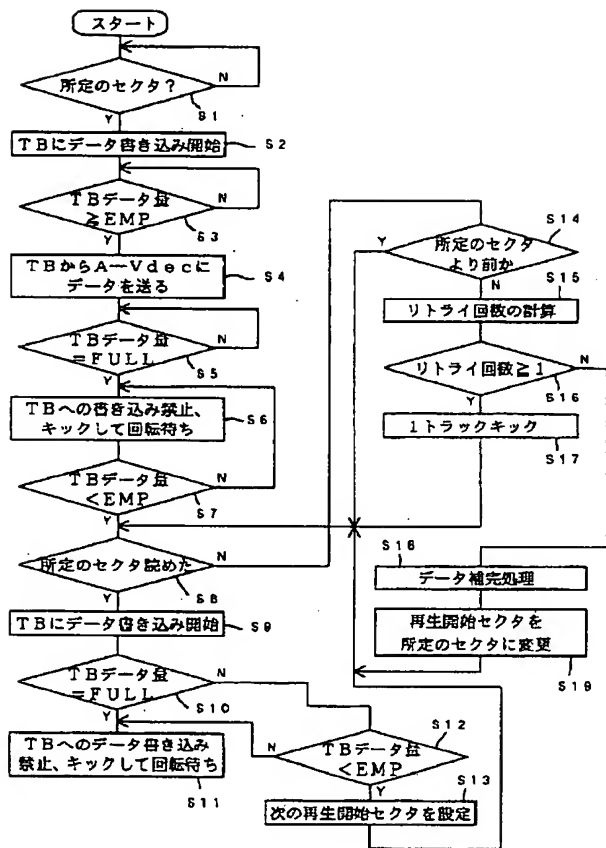 スタート
所定のセクタ?
N
S1
Y
TBにデータ書き込み開始
S2
TBデータ量
≧EMP
N
S3
Y
TBからA-Vdecに
データを送る
S4
TBデータ量
=FULL
N
S5
Y
TBへの書き込み禁止、
キックして回転待ち
S6
TBデータ量
<EMP
N
S7
Y
所定のセクタ読めた
N
S8
Y
TBにデータ書き込み開始
S9
TBデータ量
=FULL
N
S10
Y
TBへのデータ書き込み
禁止、キックして回転待ち
S11
TBデータ量
<EMP
N
S12
Y
次の再生開始セクタを設定
S13
所定のセクタ
より前か
Y
S14
N
リトライ回数の計算
S15
リトライ回数≧1
N
S16
Y
1トラックキック
S17
S18
データ補完処理
再生開始セクタを
所定のセクタに変更
S19